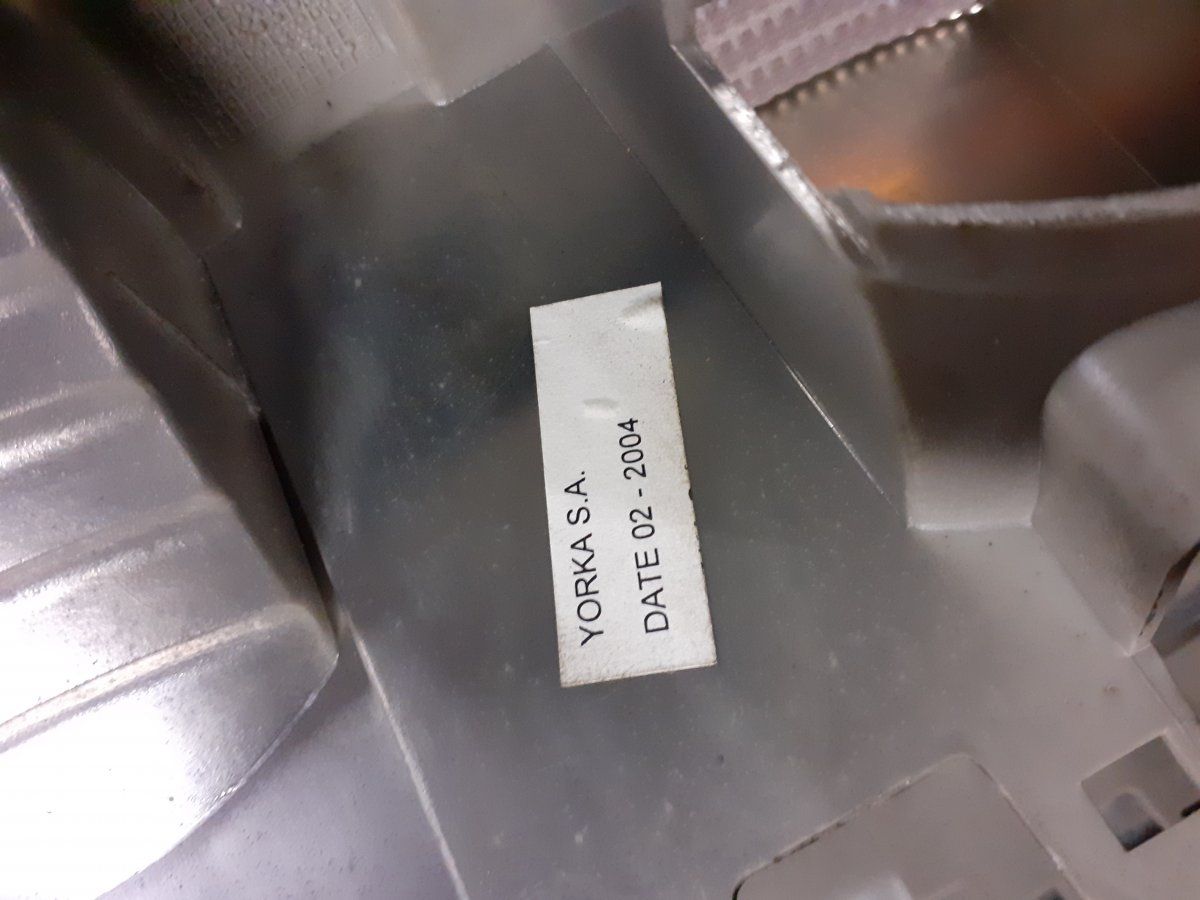 YORKA S.A.
DATE 02 - 2004